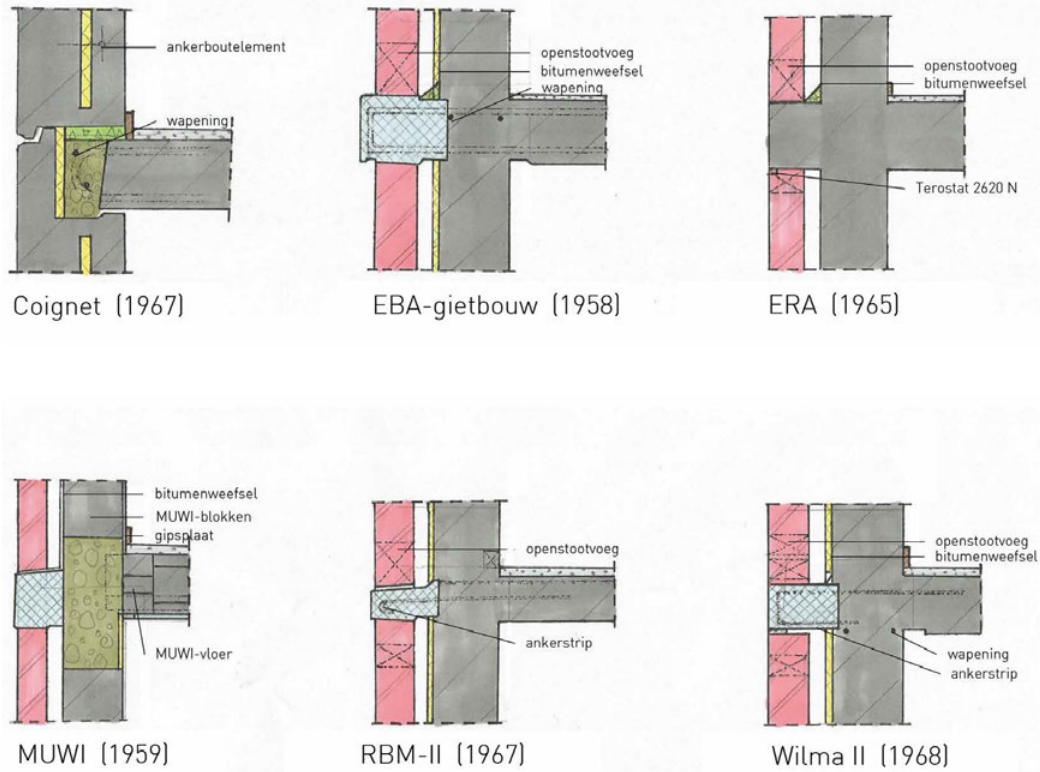 ankerboutelement
wapening
Coignet (1967)
openstootvoeg
bitumenweefsel
wapening
EBA-gietbouw (1958)
openstootvoeg
bitumenweefsel
Terostat 2620 N
ERA (1965)
bitumenweefsel
MUWI-blokken
gipsplaat
MUWI-vloer
MUWI (1959)
openstootvoeg
ankerstrip
RBM-II (1967)
openstootvoeg
bitumenweefsel
wapening
ankerstrip
Wilma II (1968)